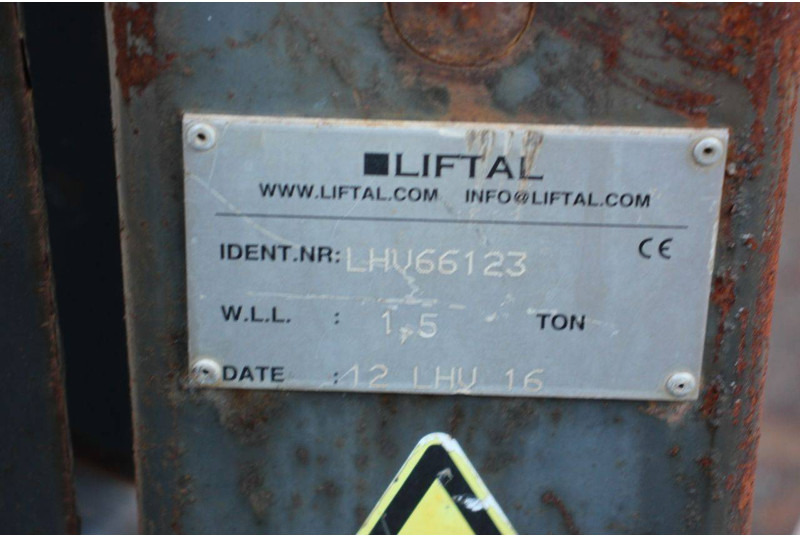 LIFTAL
WWW.LIFTAL.COM INFO@LIFTAL.COM
IDENT.NR: LHV66123 CE
W.L.L. : 1,5 TON
DATE : 12 LHV 16